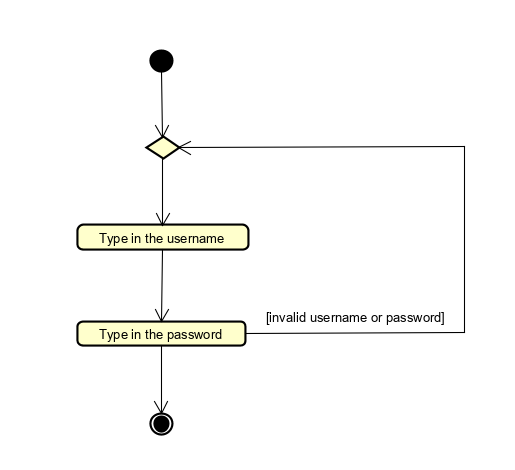 Type in the username
[invalid username or password]
Type in the password